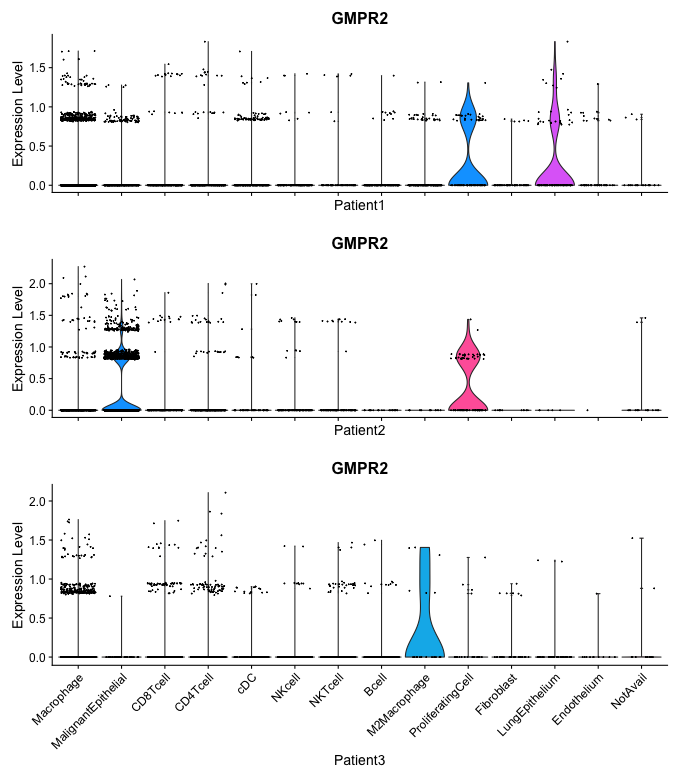 GMPR2
Expression Level
1.5
1.0
0.5
0.0
Patient1
GMPR2
Expression Level
2.0
1.5
1.0
0.5
0.0
Patient2
GMPR2
Expression Level
2.0
1.5
1.0
0.5
0.0
Macrophage
MalignantEpithelial
CD8Tcell
CD4Tcell
cDC
NKcell
NKTcell
Bcell
M2Macrophage
ProliferatingCell
Fibroblast
LungEpithelium
Endothelium
NotAvail
Patient3